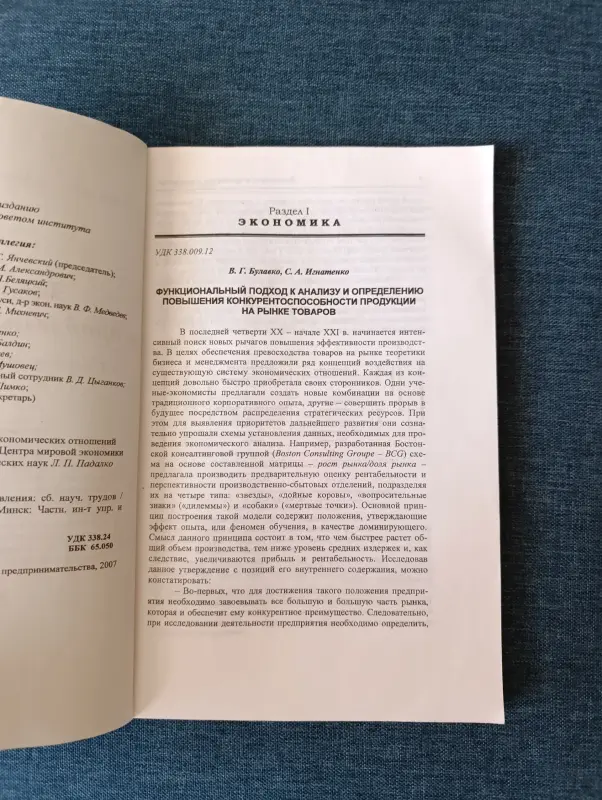 изданию
советом института
ллегия:
Янчевский (председатель);
М. Александрович;
Беляцкий;
Гусаков;
уси, д-р экон. наук В. Ф. Медведев;
Михневич;
енко;
Балдин;
ев;
Мушовец;
ный сотрудник В. Д. Цыганков;
Шимко;
кретарь)
кономических отношений
Центра мировой экономики
ских наук Л. П. Падалко
вления: сб. науч. трудов /
Минск: Частн. ин-т упр. и
УДК 338.24
ББК 65.050
предпринимательства, 2007
Раздел I
ЭКОНОМИКА
УДК 338.009.12
В. Г. Булавко, С. А. Игнатенко
ФУНКЦИОНАЛЬНЫЙ ПОДХОД К АНАЛИЗУ И ОПРЕДЕЛЕНИЮ
ПОВЫШЕНИЯ КОНКУРЕНТОСПОСОБНОСТИ ПРОДУКЦИИ
НА РЫНКЕ ТОВАРОВ
В последней четверти XX – начале XXI в. начинается интен-
сивный поиск новых рычагов повышения эффективности производст-
ва. В целях обеспечения превосходства товаров на рынке теоретики
бизнеса и менеджмента предложили ряд концепций воздействия на
существующую систему экономических отношений. Каждая из кон-
цепций довольно быстро приобретала своих сторонников. Одни уче-
ные-экономисты предлагали создать новые комбинации на основе
традиционного корпоративного опыта, другие – совершить прорыв в
будущее посредством распределения стратегических ресурсов. При
этом для выявления приоритетов дальнейшего развития они созна-
тельно упрощали схемы установления данных, необходимых для про-
ведения экономического анализа. Например, разработанная Бостон-
ской консалтинговой группой (Boston Consulting Groupe – BCG) схе-
ма на основе составленной матрицы – рост рынка/доля рынка –
предлагала производить предварительную оценку рентабельности и
перспективности производственно-сбытовых отделений, подразделяя
их на четыре типа: «звезды», «дойные коровы», «вопросительные
знаки» («дилеммы») и «собаки» («мертвые точки»). Основной прин-
цип построения такой модели содержит положения, утверждающие
эффект опыта, или феномен обучения, в качестве доминирующего.
Смысл данного принципа состоит в том, что чем быстрее растет об-
щий объем производства, тем ниже уровень средних издержек и, как
следствие, увеличиваются прибыль и рентабельность. Исследовав
данное утверждение с позиций его внутреннего содержания, можно
констатировать:
– Во-первых, что для достижения такого положения предпри-
ятия необходимо завоевывать все большую и большую часть рынка,
которая и обеспечит ему конкурентное преимущество. Следовательно,
при исследовании деятельности предприятия необходимо определить,